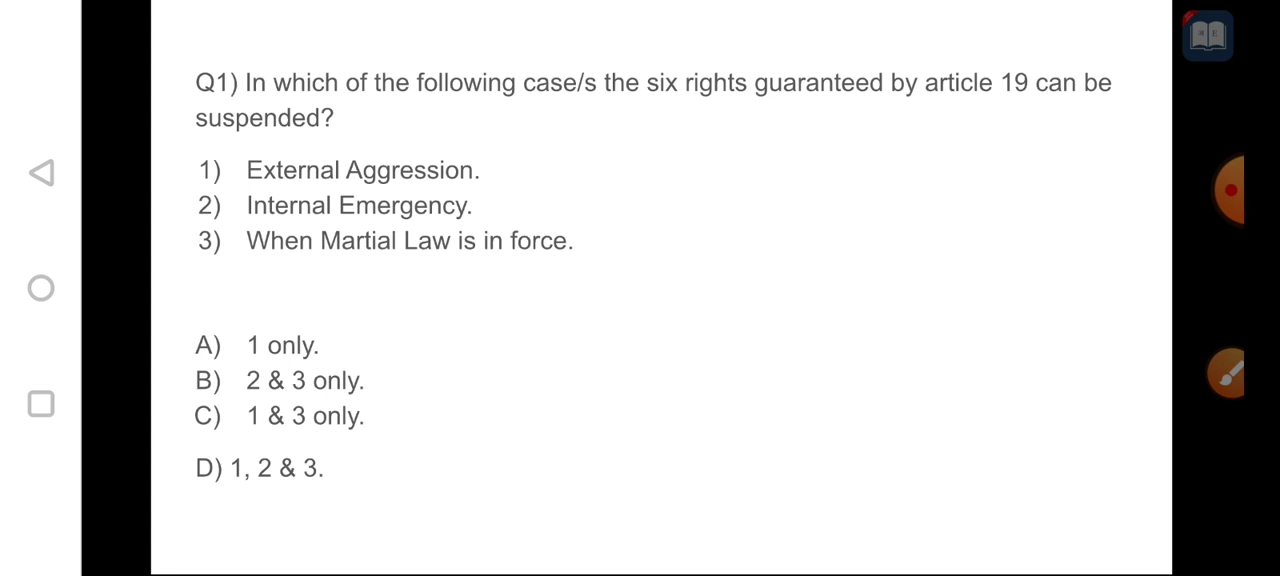 Q1) In which of the following case/s the six rights guaranteed by article 19 can be
suspended?
1) External Aggression.
2) Internal Emergency.
3) When Martial Law is in force.
A) 1 only.
B) 2 & 3 only.
C) 1 & 3 only.
D) 1, 2 & 3.